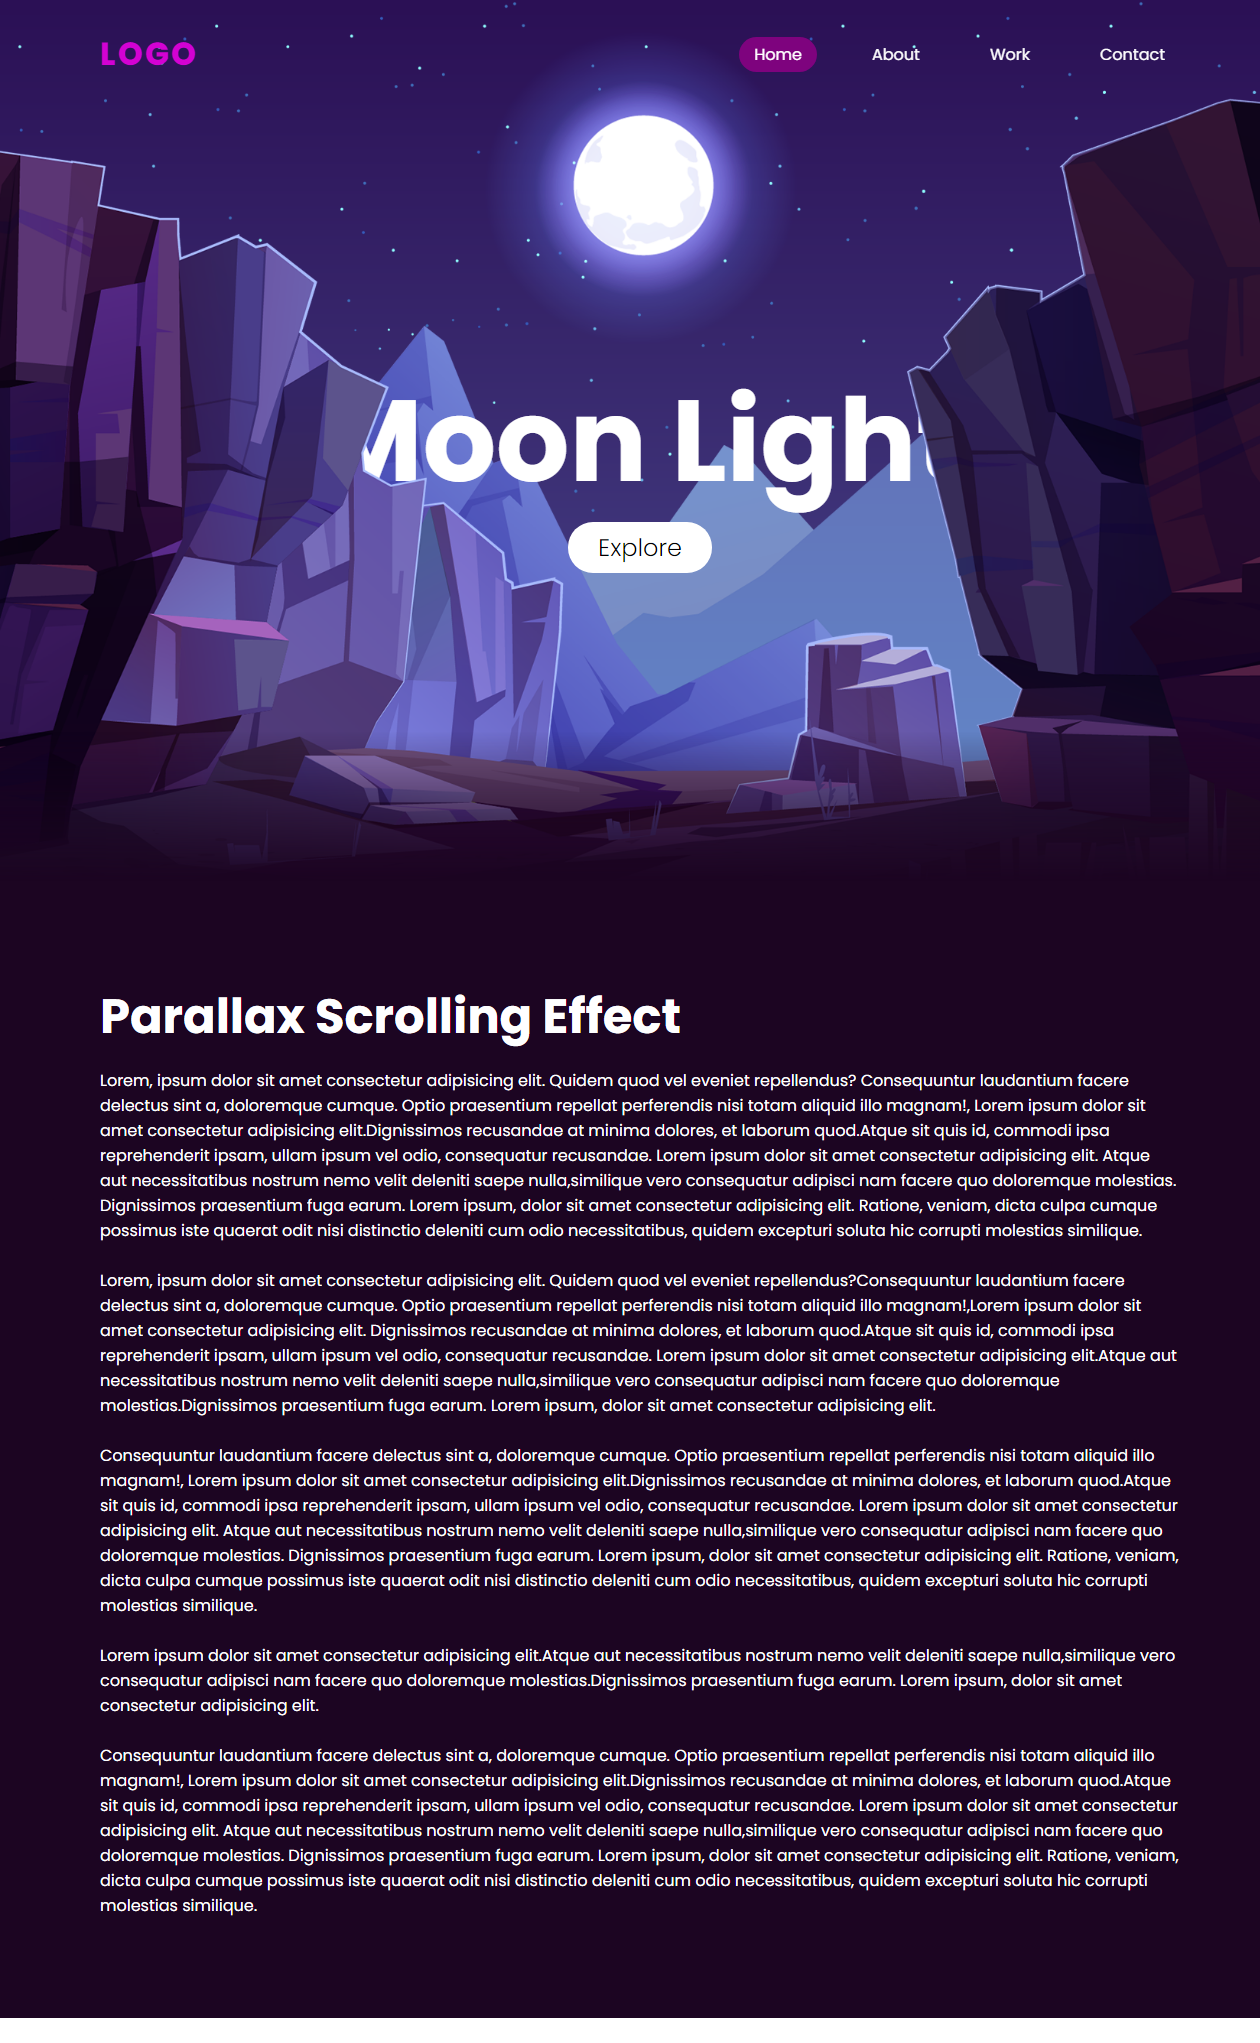 LOGO
Home
About
Work
Contact
Moon Light
Explore
Parallax Scrolling Effect
Lorem, ipsum dolor sit amet consectetur adipisicing elit. Quidem quod vel eveniet repellendus? Consequuntur laudantium facere
delectus sint a, doloremque cumque. Optio praesentium repellat perferendis nisi totam aliquid illo magnam!, Lorem ipsum dolor sit
amet consectetur adipisicing elit.Dignissimos recusandae at minima dolores, et laborum quod.Atque sit quis id, commodi ipsa
reprehenderit ipsam, ullam ipsum vel odio, consequatur recusandae. Lorem ipsum dolor sit amet consectetur adipisicing elit. Atque
aut necessitatibus nostrum nemo velit deleniti saepe nulla,similique vero consequatur adipisci nam facere quo doloremque molestias.
Dignissimos praesentium fuga earum. Lorem ipsum, dolor sit amet consectetur adipisicing elit. Ratione, veniam, dicta culpa cumque
possimus iste quaerat odit nisi distinctio deleniti cum odio necessitatibus, quidem excepturi soluta hic corrupti molestias similique.
Lorem, ipsum dolor sit amet consectetur adipisicing elit. Quidem quod vel eveniet repellendus?Consequuntur laudantium facere
delectus sint a, doloremque cumque. Optio praesentium repellat perferendis nisi totam aliquid illo magnam!,Lorem ipsum dolor sit
amet consectetur adipisicing elit. Dignissimos recusandae at minima dolores, et laborum quod.Atque sit quis id, commodi ipsa
reprehenderit ipsam, ullam ipsum vel odio, consequatur recusandae. Lorem ipsum dolor sit amet consectetur adipisicing elit.Atque aut
necessitatibus nostrum nemo velit deleniti saepe nulla,similique vero consequatur adipisci nam facere quo doloremque
molestias.Dignissimos praesentium fuga earum. Lorem ipsum, dolor sit amet consectetur adipisicing elit.
Consequuntur laudantium facere delectus sint a, doloremque cumque. Optio praesentium repellat perferendis nisi totam aliquid illo
magnam!, Lorem ipsum dolor sit amet consectetur adipisicing elit.Dignissimos recusandae at minima dolores, et laborum quod.Atque
sit quis id, commodi ipsa reprehenderit ipsam, ullam ipsum vel odio, consequatur recusandae. Lorem ipsum dolor sit amet consectetur
adipisicing elit. Atque aut necessitatibus nostrum nemo velit deleniti saepe nulla,similique vero consequatur adipisci nam facere quo
doloremque molestias. Dignissimos praesentium fuga earum. Lorem ipsum, dolor sit amet consectetur adipisicing elit. Ratione, veniam,
dicta culpa cumque possimus iste quaerat odit nisi distinctio deleniti cum odio necessitatibus, quidem excepturi soluta hic corrupti
molestias similique.
Lorem ipsum dolor sit amet consectetur adipisicing elit.Atque aut necessitatibus nostrum nemo velit deleniti saepe nulla,similique vero
consequatur adipisci nam facere quo doloremque molestias.Dignissimos praesentium fuga earum. Lorem ipsum, dolor sit amet
consectetur adipisicing elit.
Consequuntur laudantium facere delectus sint a, doloremque cumque. Optio praesentium repellat perferendis nisi totam aliquid illo
magnam!, Lorem ipsum dolor sit amet consectetur adipisicing elit.Dignissimos recusandae at minima dolores, et laborum quod.Atque
sit quis id, commodi ipsa reprehenderit ipsam, ullam ipsum vel odio, consequatur recusandae. Lorem ipsum dolor sit amet consectetur
adipisicing elit. Atque aut necessitatibus nostrum nemo velit deleniti saepe nulla,similique vero consequatur adipisci nam facere quo
doloremque molestias. Dignissimos praesentium fuga earum. Lorem ipsum, dolor sit amet consectetur adipisicing elit. Ratione, veniam,
dicta culpa cumque possimus iste quaerat odit nisi distinctio deleniti cum odio necessitatibus, quidem excepturi soluta hic corrupti
molestias similique.